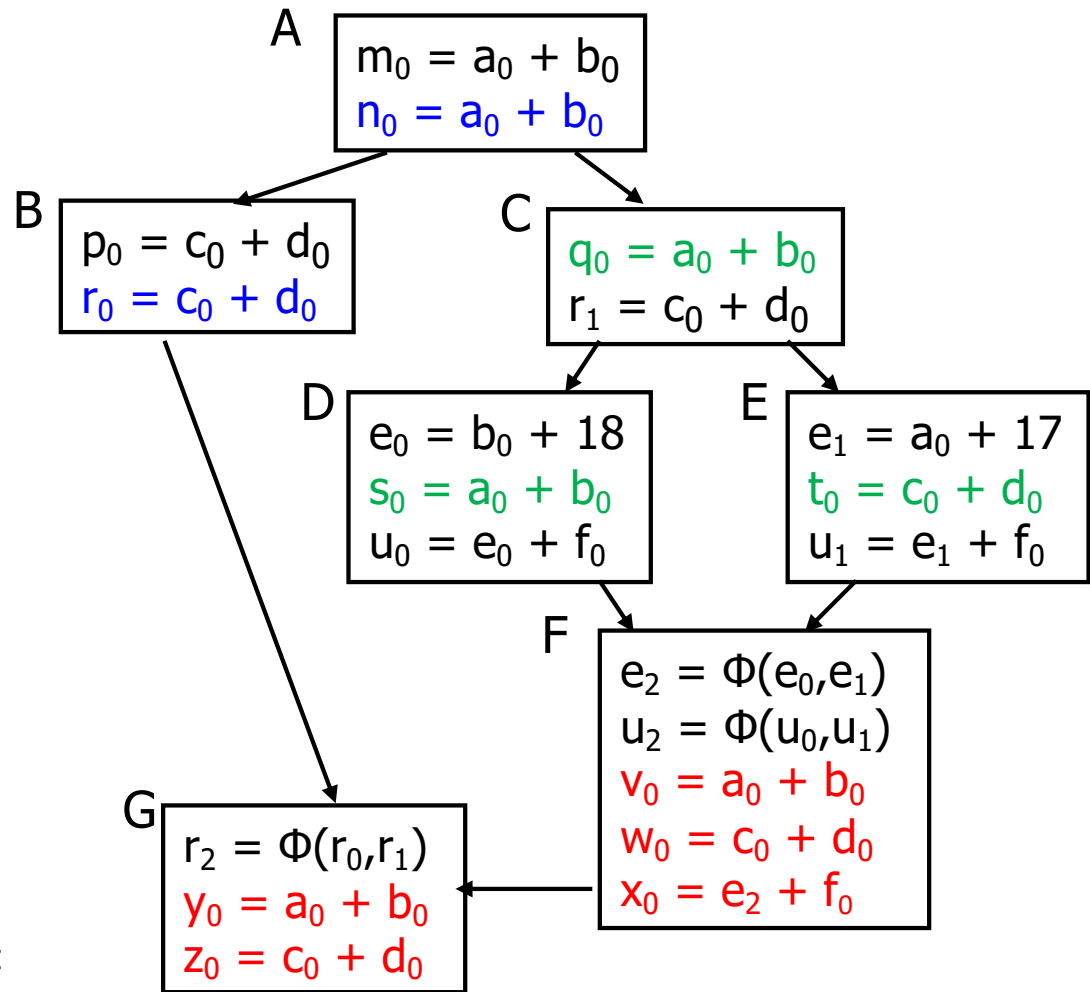 A
m₀ = a₀ + b₀
n₀ = a₀ + b₀
B
p₀ = c₀ + d₀
r₀ = c₀ + d₀
C
q₀ = a₀ + b₀
r₁ = c₀ + d₀
D
e₀ = b₀ + 18
s₀ = a₀ + b₀
u₀ = e₀ + f₀
E
e₁ = a₀ + 17
t₀ = c₀ + d₀
u₁ = e₁ + f₀
F
e₂ = Φ(e₀,e₁)
u₂ = Φ(u₀,u₁)
v₀ = a₀ + b₀
w₀ = c₀ + d₀
x₀ = e₂ + f₀
G
r₂ = Φ(r₀,r₁)
y₀ = a₀ + b₀
z₀ = c₀ + d₀